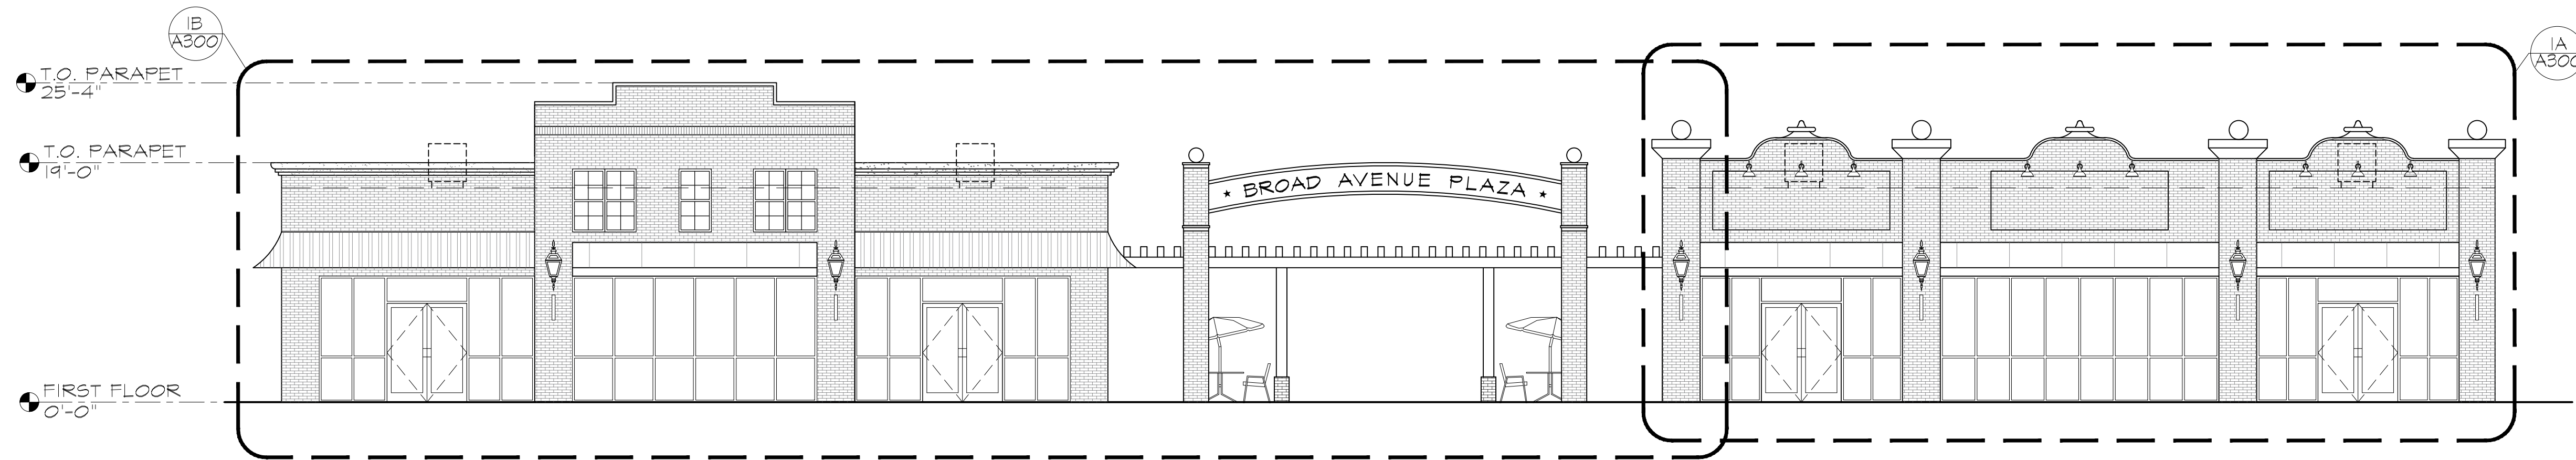 1B
A300
T.O. PARAPET
25'-4"
T.O. PARAPET
19'-0"
FIRST FLOOR
0'-0"
★ BROAD AVENUE PLAZA ★
1A
A300